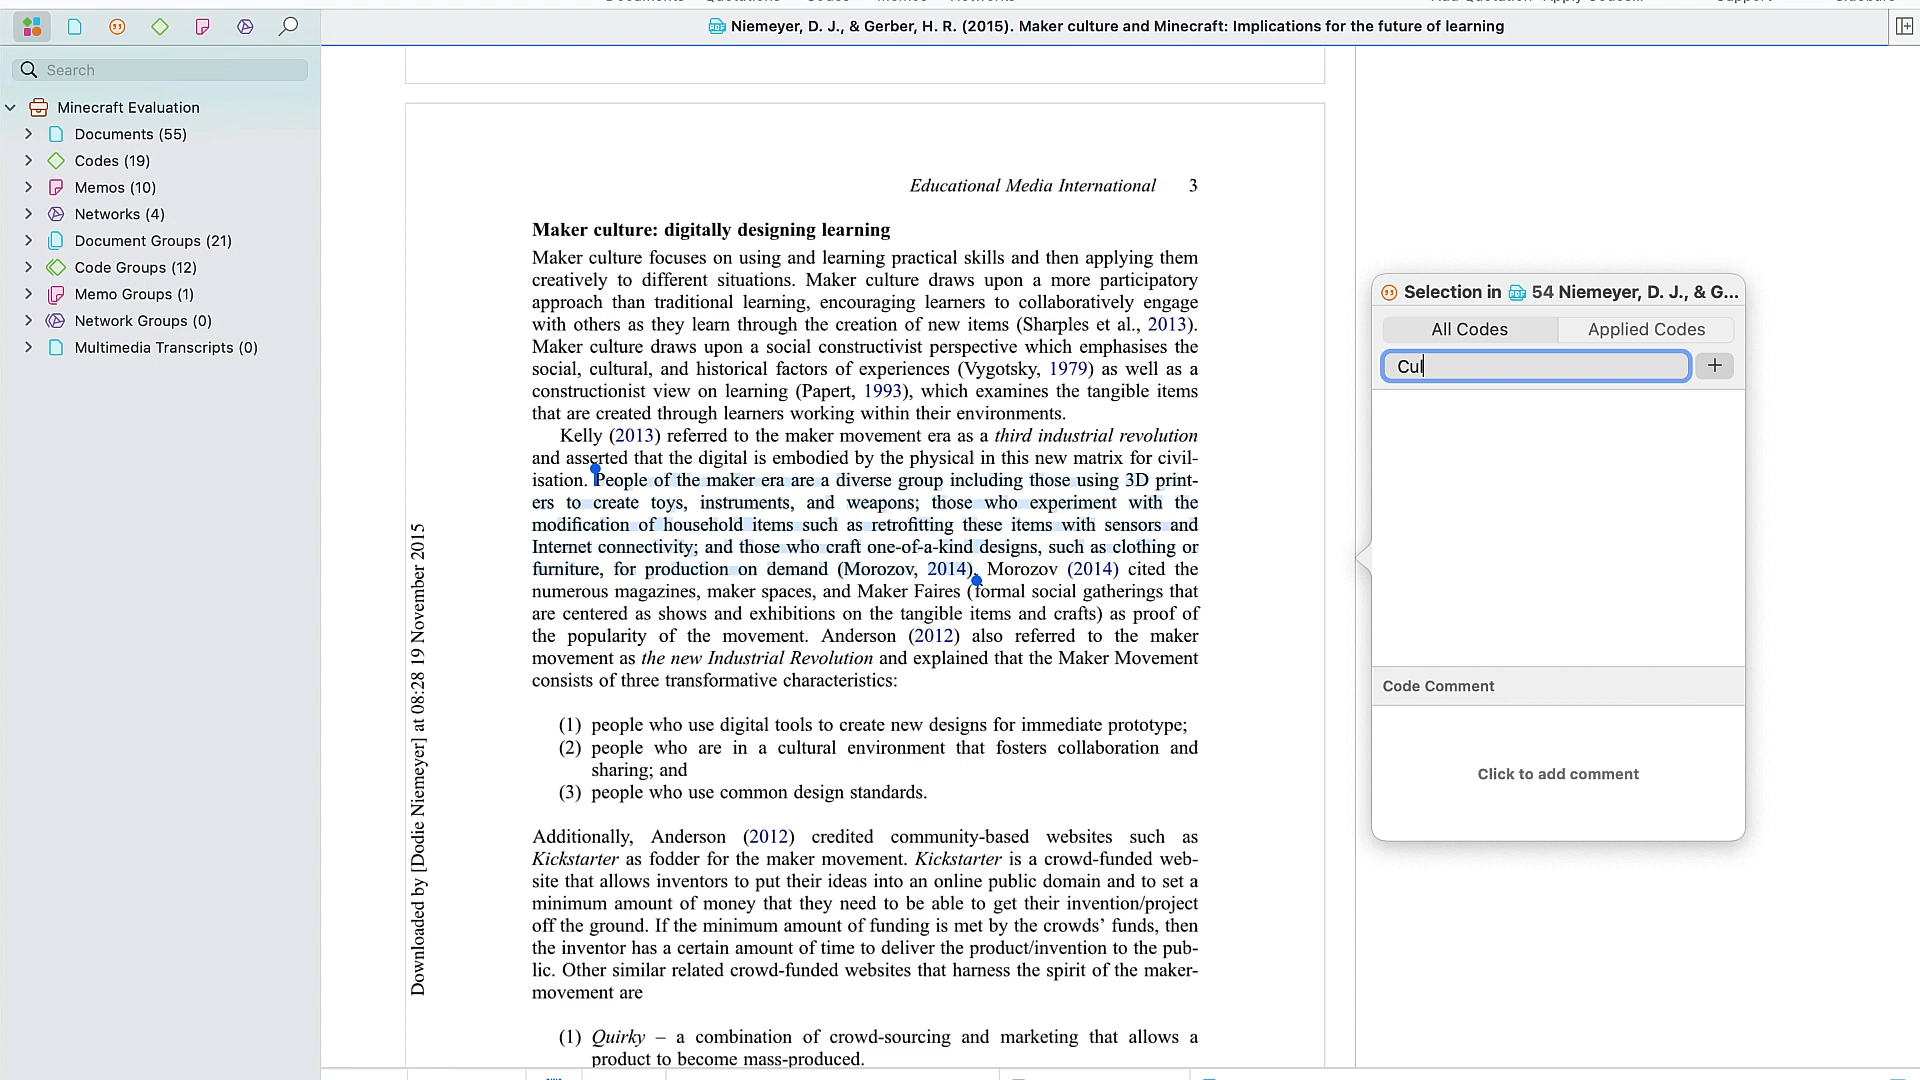 Niemeyer, D. J., & Gerber, H. R. (2015). Maker culture and Minecraft: Implications for the future of learning
Search
Minecraft Evaluation
Documents (55)
Codes (19)
Memos (10)
Networks (4)
Document Groups (21)
Code Groups (12)
Memo Groups (1)
Network Groups (0)
Multimedia Transcripts (0)
Educational Media International 3
Maker culture: digitally designing learning
Maker culture focuses on using and learning practical skills and then applying them
creatively to different situations. Maker culture draws upon a more participatory
approach than traditional learning, encouraging learners to collaboratively engage
with others as they learn through the creation of new items (Sharples et al., 2013).
Maker culture draws upon a social constructivist perspective which emphasises the
social, cultural, and historical factors of experiences (Vygotsky, 1979) as well as a
constructionist view on learning (Papert, 1993), which examines the tangible items
that are created through learners working within their environments.
Kelly (2013) referred to the maker movement era as a third industrial revolution
and asserted that the digital is embodied by the physical in this new matrix for civil-
isation. People of the maker era are a diverse group including those using 3D print-
ers to create toys, instruments, and weapons; those who experiment with the
modification of household items such as retrofitting these items with sensors and
Internet connectivity; and those who craft one-of-a-kind designs, such as clothing or
furniture, for production on demand (Morozov, 2014). Morozov (2014) cited the
numerous magazines, maker spaces, and Maker Faires (formal social gatherings that
are centered as shows and exhibitions on the tangible items and crafts) as proof of
the popularity of the movement. Anderson (2012) also referred to the maker
movement as the new Industrial Revolution and explained that the Maker Movement
consists of three transformative characteristics:
(1) people who use digital tools to create new designs for immediate prototype;
(2) people who are in a cultural environment that fosters collaboration and
sharing; and
(3) people who use common design standards.
Additionally, Anderson (2012) credited community-based websites such as
Kickstarter as fodder for the maker movement. Kickstarter is a crowd-funded web-
site that allows inventors to put their ideas into an online public domain and to set a
minimum amount of money that they need to be able to get their invention/project
off the ground. If the minimum amount of funding is met by the crowds’ funds, then
the inventor has a certain amount of time to deliver the product/invention to the pub-
lic. Other similar related crowd-funded websites that harness the spirit of the maker-
movement are
(1) Quirky – a combination of crowd-sourcing and marketing that allows a
product to become mass-produced.
Downloaded by [Dodie Niemeyer] at 08:28 19 November 2015
Selection in 54 Niemeyer, D. J., & G...
All Codes Applied Codes
Cul
Code Comment
Click to add comment